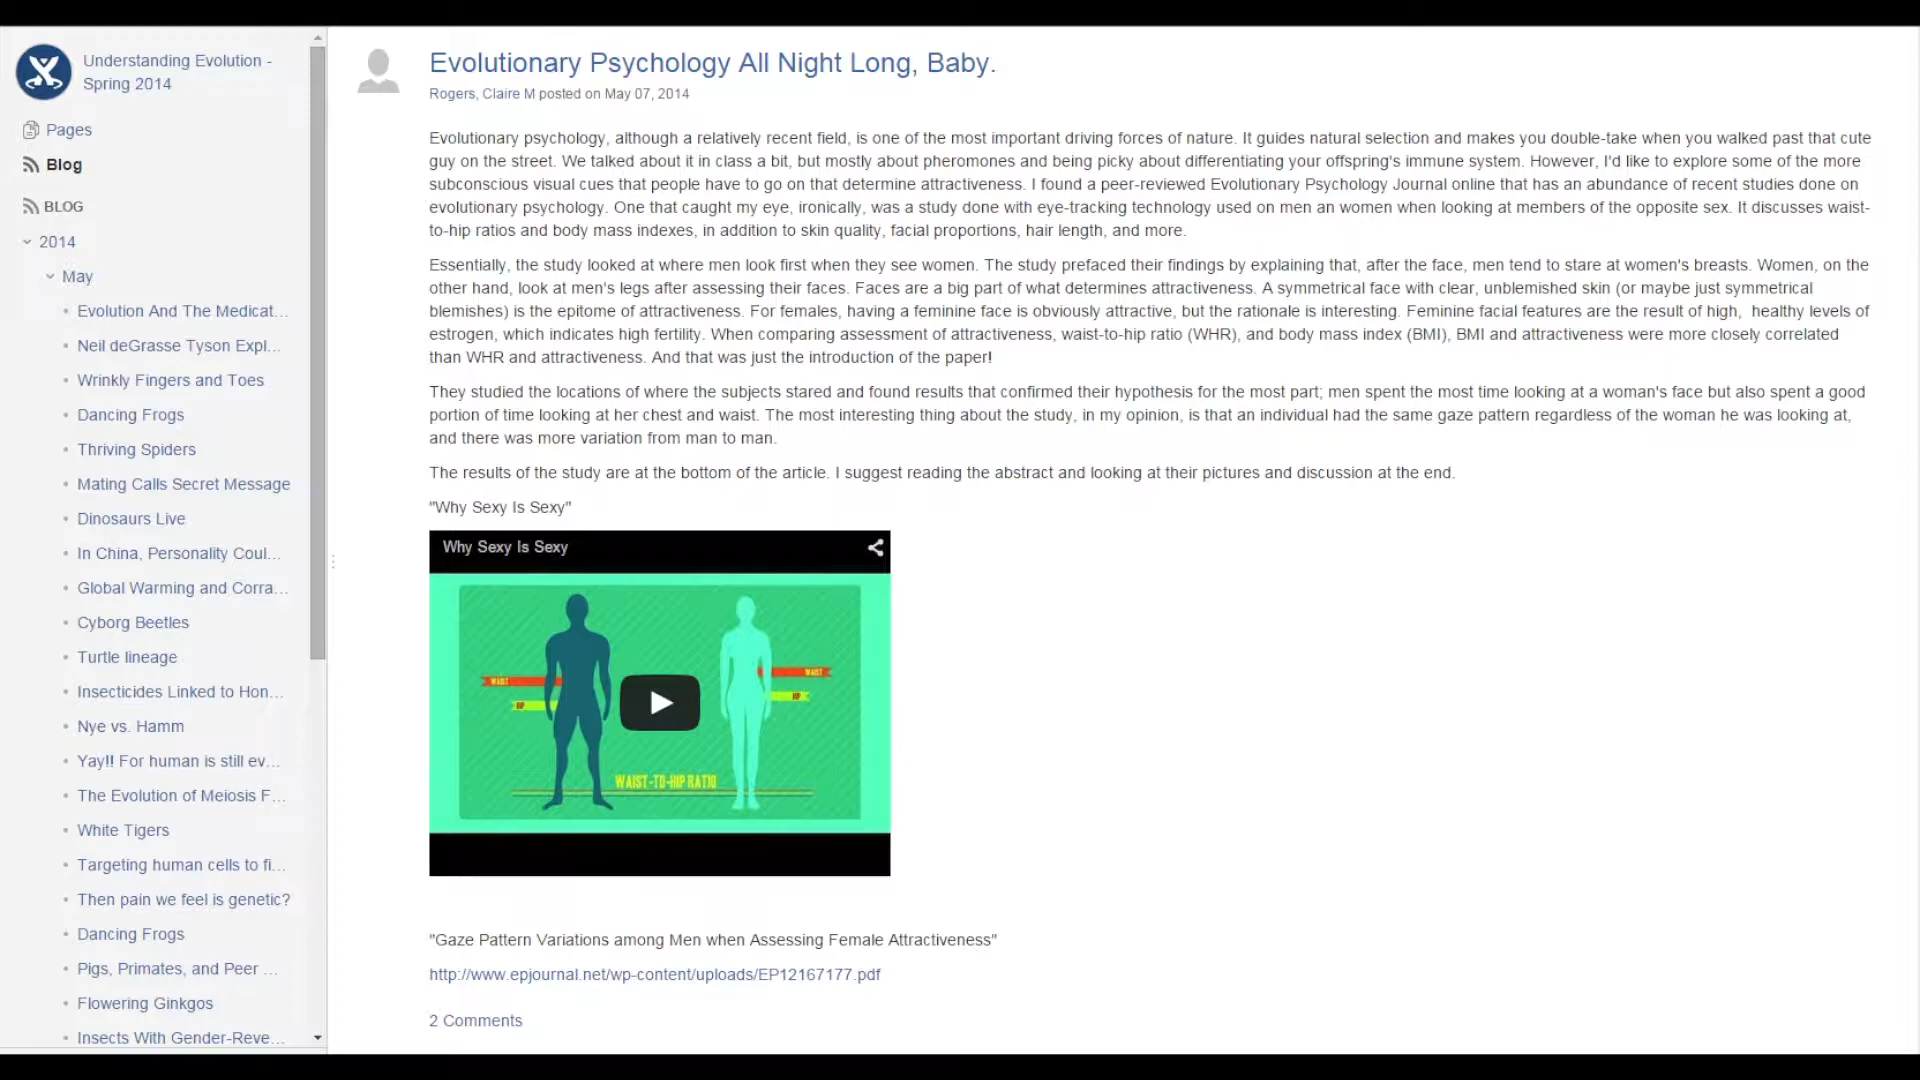 Understanding Evolution -
Spring 2014
Pages
Blog
BLOG
2014
May
Evolution And The Medicat...
Neil deGrasse Tyson Expl...
Wrinkly Fingers and Toes
Dancing Frogs
Thriving Spiders
Mating Calls Secret Message
Dinosaurs Live
In China, Personality Coul...
Global Warming and Corra...
Cyborg Beetles
Turtle lineage
Insecticides Linked to Hon...
Nye vs. Hamm
Yay!! For human is still ev...
The Evolution of Meiosis F...
White Tigers
Targeting human cells to fi...
Then pain we feel is genetic?
Dancing Frogs
Pigs, Primates, and Peer ...
Flowering Ginkgos
Insects With Gender-Reve...
Evolutionary Psychology All Night Long, Baby.
Rogers, Claire M posted on May 07, 2014
Evolutionary psychology, although a relatively recent field, is one of the most important driving forces of nature. It guides natural selection and makes you double-take when you walked past that cute
guy on the street. We talked about it in class a bit, but mostly about pheromones and being picky about differentiating your offspring's immune system. However, I'd like to explore some of the more
subconscious visual cues that people have to go on that determine attractiveness. I found a peer-reviewed Evolutionary Psychology Journal online that has an abundance of recent studies done on
evolutionary psychology. One that caught my eye, ironically, was a study done with eye-tracking technology used on men an women when looking at members of the opposite sex. It discusses waist-
to-hip ratios and body mass indexes, in addition to skin quality, facial proportions, hair length, and more.
Essentially, the study looked at where men look first when they see women. The study prefaced their findings by explaining that, after the face, men tend to stare at women's breasts. Women, on the
other hand, look at men's legs after assessing their faces. Faces are a big part of what determines attractiveness. A symmetrical face with clear, unblemished skin (or maybe just symmetrical
blemishes) is the epitome of attractiveness. For females, having a feminine face is obviously attractive, but the rationale is interesting. Feminine facial features are the result of high, healthy levels of
estrogen, which indicates high fertility. When comparing assessment of attractiveness, waist-to-hip ratio (WHR), and body mass index (BMI), BMI and attractiveness were more closely correlated
than WHR and attractiveness. And that was just the introduction of the paper!
They studied the locations of where the subjects stared and found results that confirmed their hypothesis for the most part; men spent the most time looking at a woman's face but also spent a good
portion of time looking at her chest and waist. The most interesting thing about the study, in my opinion, is that an individual had the same gaze pattern regardless of the woman he was looking at,
and there was more variation from man to man.
The results of the study are at the bottom of the article. I suggest reading the abstract and looking at their pictures and discussion at the end.
"Why Sexy Is Sexy"
Why Sexy Is Sexy
WAIST
WAIST
HIP
HIP
WAIST-TO-HIP RATIO
"Gaze Pattern Variations among Men when Assessing Female Attractiveness"
http://www.epjournal.net/wp-content/uploads/EP12167177.pdf
2 Comments